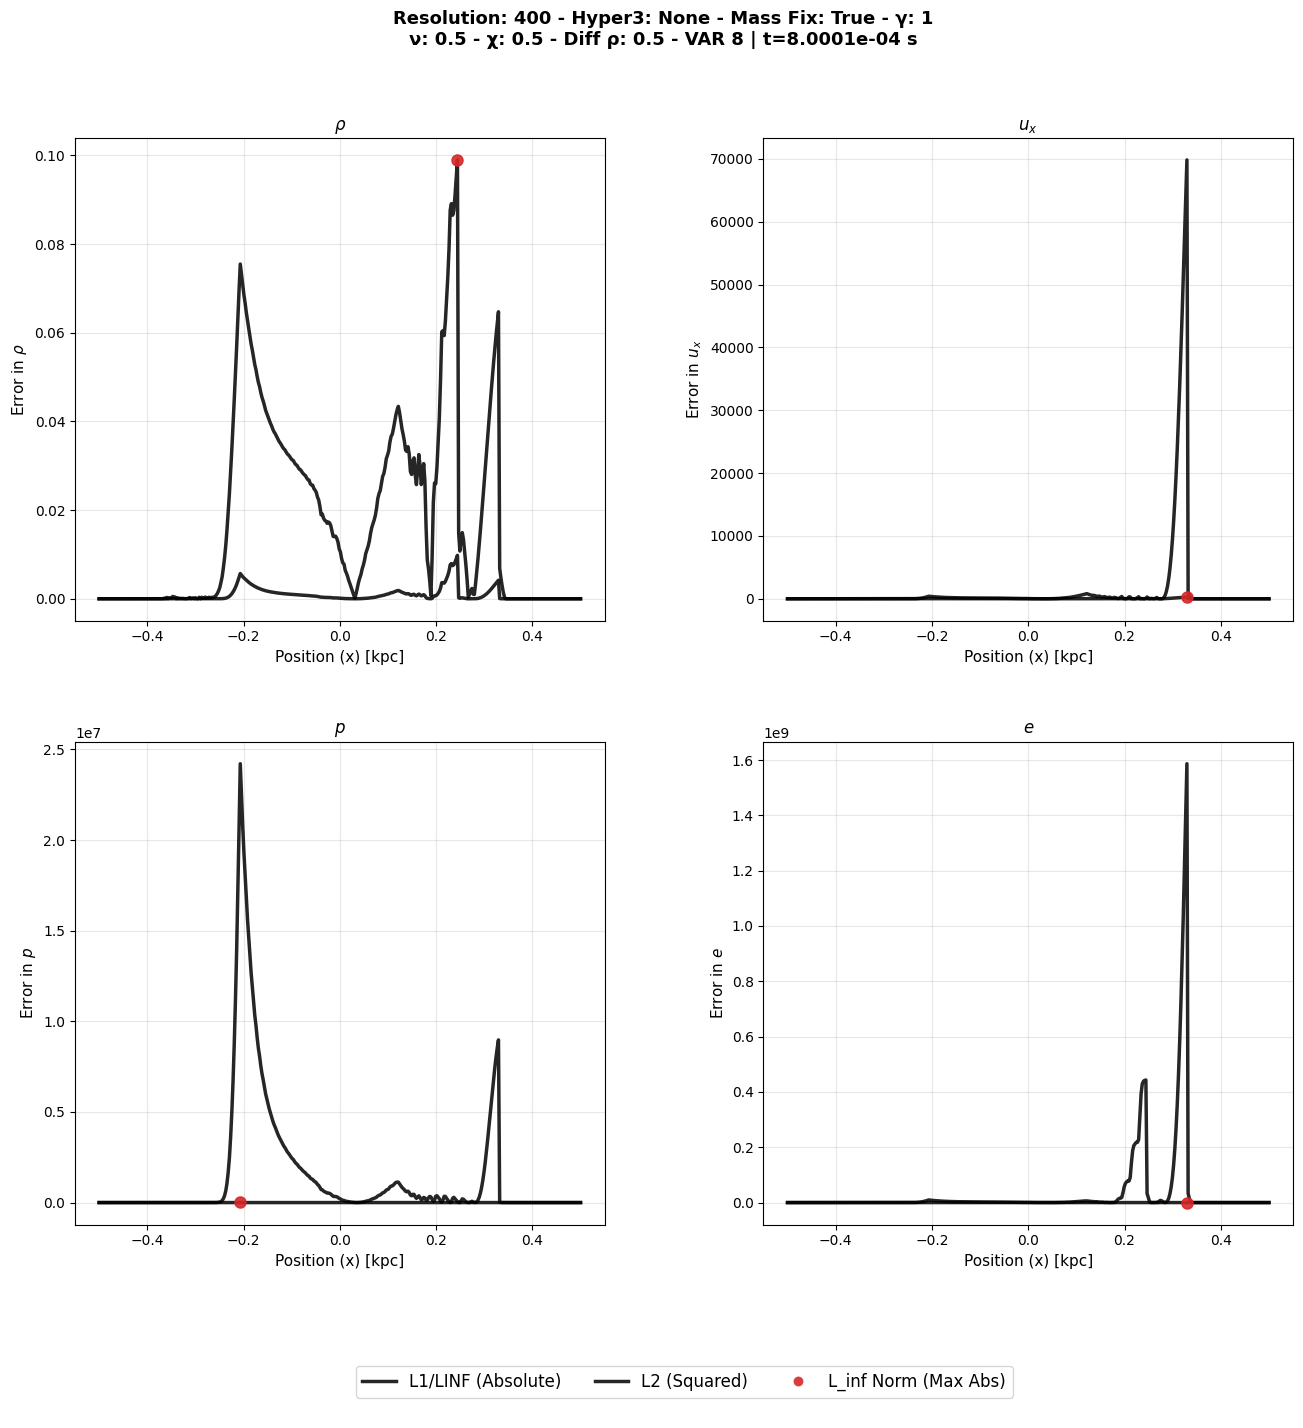 Resolution: 400 - Hyper3: None - Mass Fix: True - γ: 1
ν: 0.5 - χ: 0.5 - Diff ρ: 0.5 - VAR 8 | t=8.0001e-04 s
ρ
Error in ρ
0.10
0.08
0.06
0.04
0.02
0.00
−0.4 −0.2 0.0 0.2 0.4
Position (x) [kpc]
u_x
Error in u_x
70000
60000
50000
40000
30000
20000
10000
0
−0.4 −0.2 0.0 0.2 0.4
Position (x) [kpc]
p
1e7
Error in p
2.5
2.0
1.5
1.0
0.5
0.0
−0.4 −0.2 0.0 0.2 0.4
Position (x) [kpc]
e
1e9
Error in e
1.6
1.4
1.2
1.0
0.8
0.6
0.4
0.2
0.0
−0.4 −0.2 0.0 0.2 0.4
Position (x) [kpc]
L1/LINF (Absolute) L2 (Squared) L_inf Norm (Max Abs)